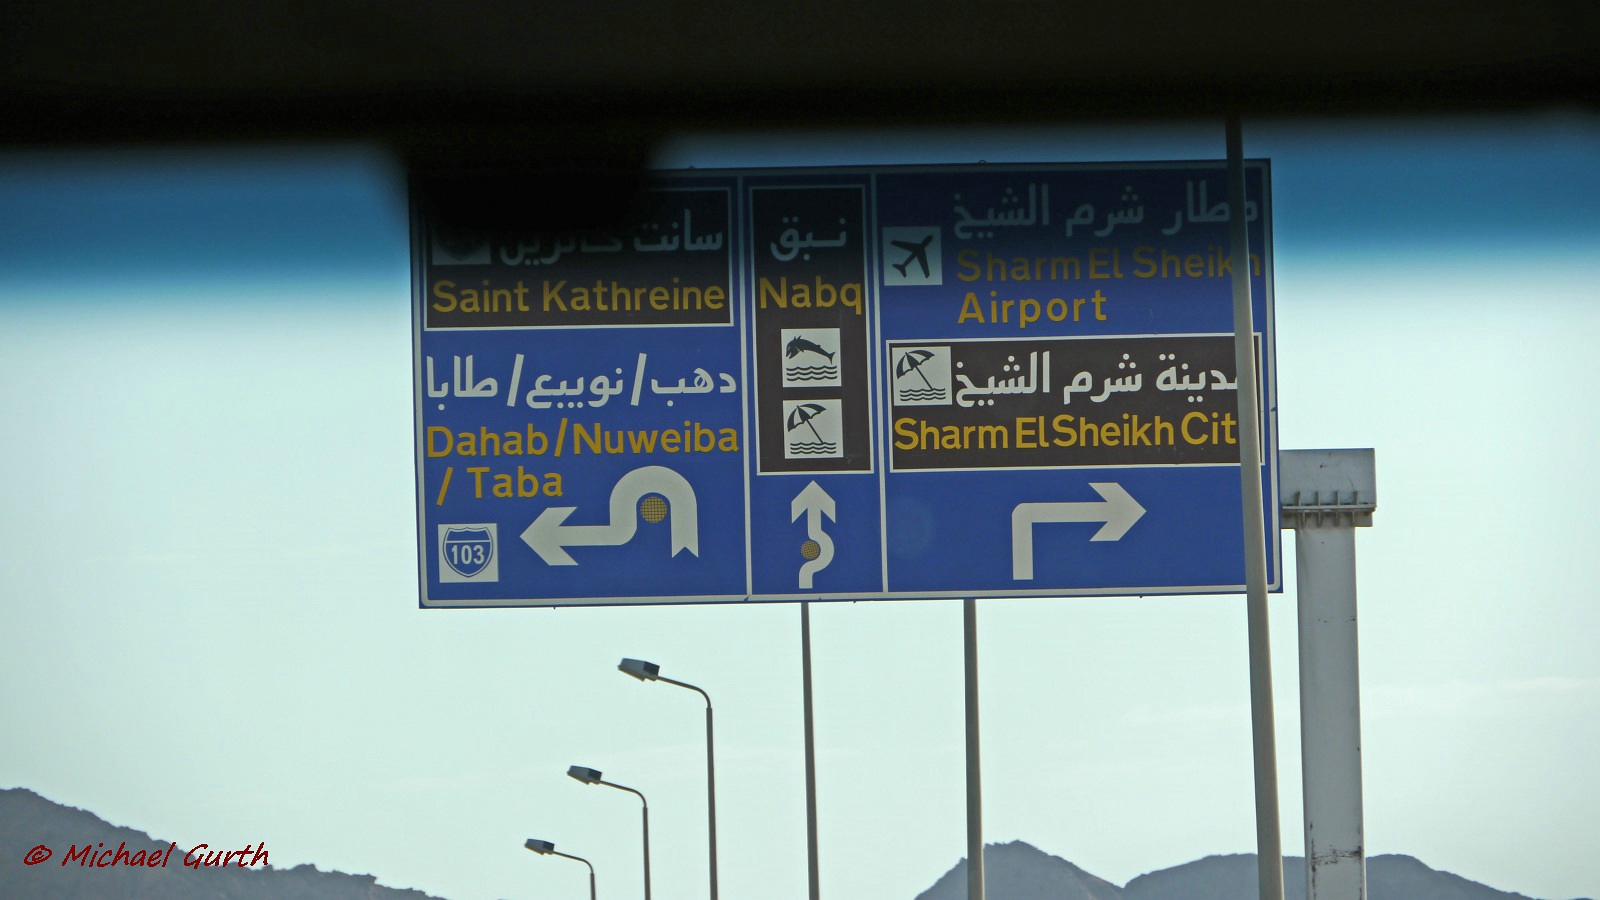 سانت كاترين
Saint Kathreine
دهب/نويبع/طابا
Dahab/Nuweiba
/ Taba
103
نبق
Nabq
مطار شرم الشيخ
Sharm El Sheikh
Airport
مدينة شرم الشيخ
Sharm El Sheikh Cit
© Michael Gurth